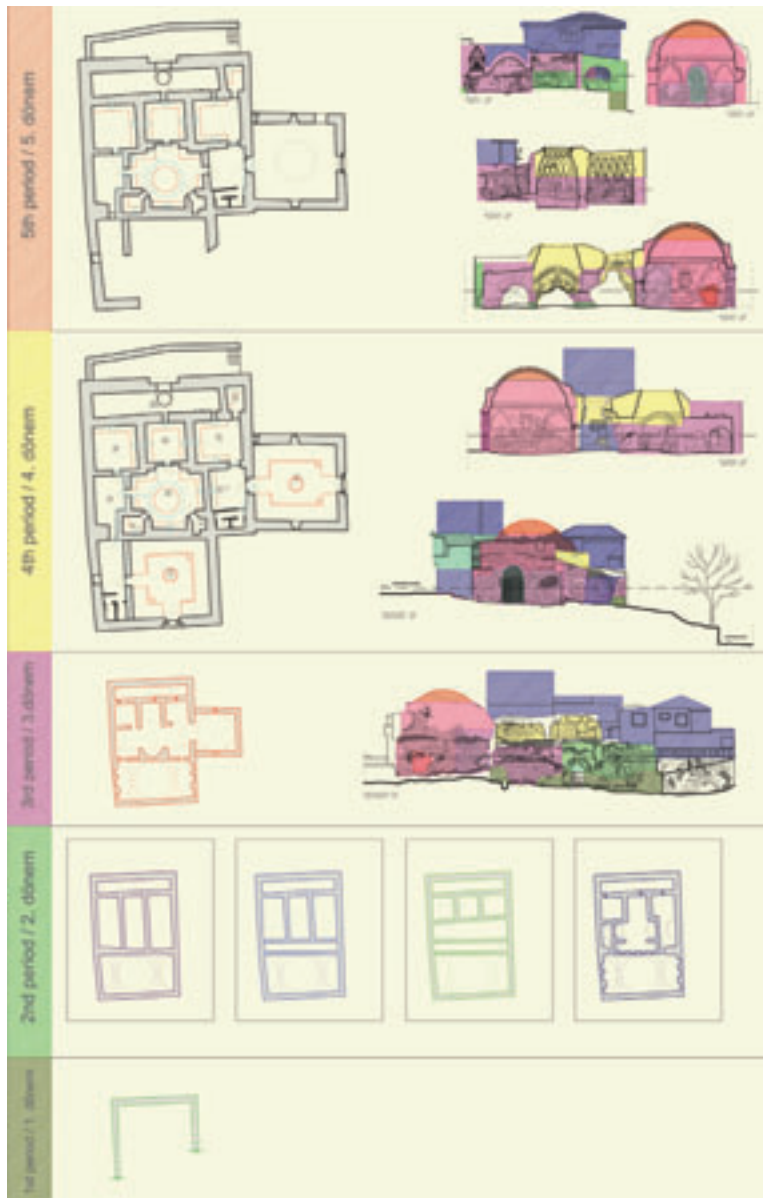 5th period / 5. dönem
4th period / 4. dönem
3rd period / 3.dönem
2nd period / 2. dönem
1st period / 1. dönem